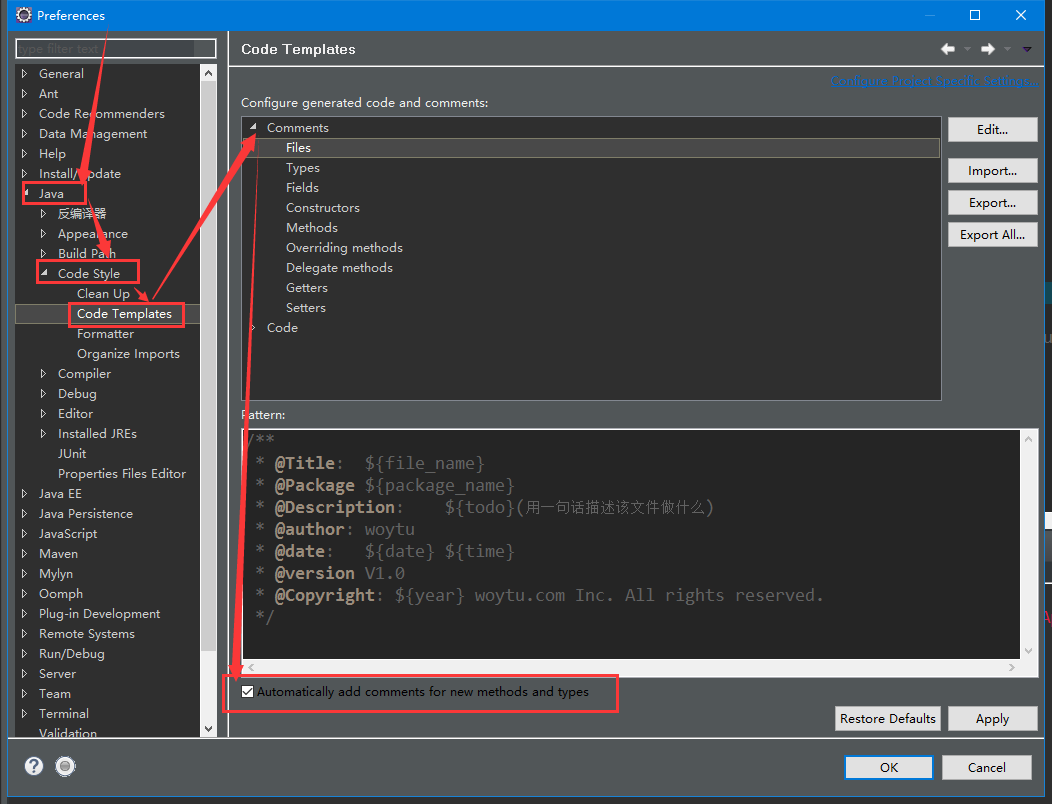 Preferences
type filter text
General
Ant
Code Recommenders
Data Management
Help
Install/Update
Java
反编译器
Appearance
Build Path
Code Style
Clean Up
Code Templates
Formatter
Organize Imports
Compiler
Debug
Editor
Installed JREs
JUnit
Properties Files Editor
Java EE
Java Persistence
JavaScript
Maven
Mylyn
Oomph
Plug-in Development
Remote Systems
Run/Debug
Server
Team
Terminal
Validation
Code Templates
Configure Project Specific Settings...
Configure generated code and comments:
Comments
Files
Types
Fields
Constructors
Methods
Overriding methods
Delegate methods
Getters
Setters
Code
Edit...
Import...
Export...
Export All...
Pattern:
/**
* @Title: ${file_name}
* @Package ${package_name}
* @Description: ${todo}(用一句话描述该文件做什么)
* @author: woytu
* @date: ${date} ${time}
* @version V1.0
* @Copyright: ${year} woytu.com Inc. All rights reserved.
*/
Automatically add comments for new methods and types
Restore Defaults
Apply
OK
Cancel